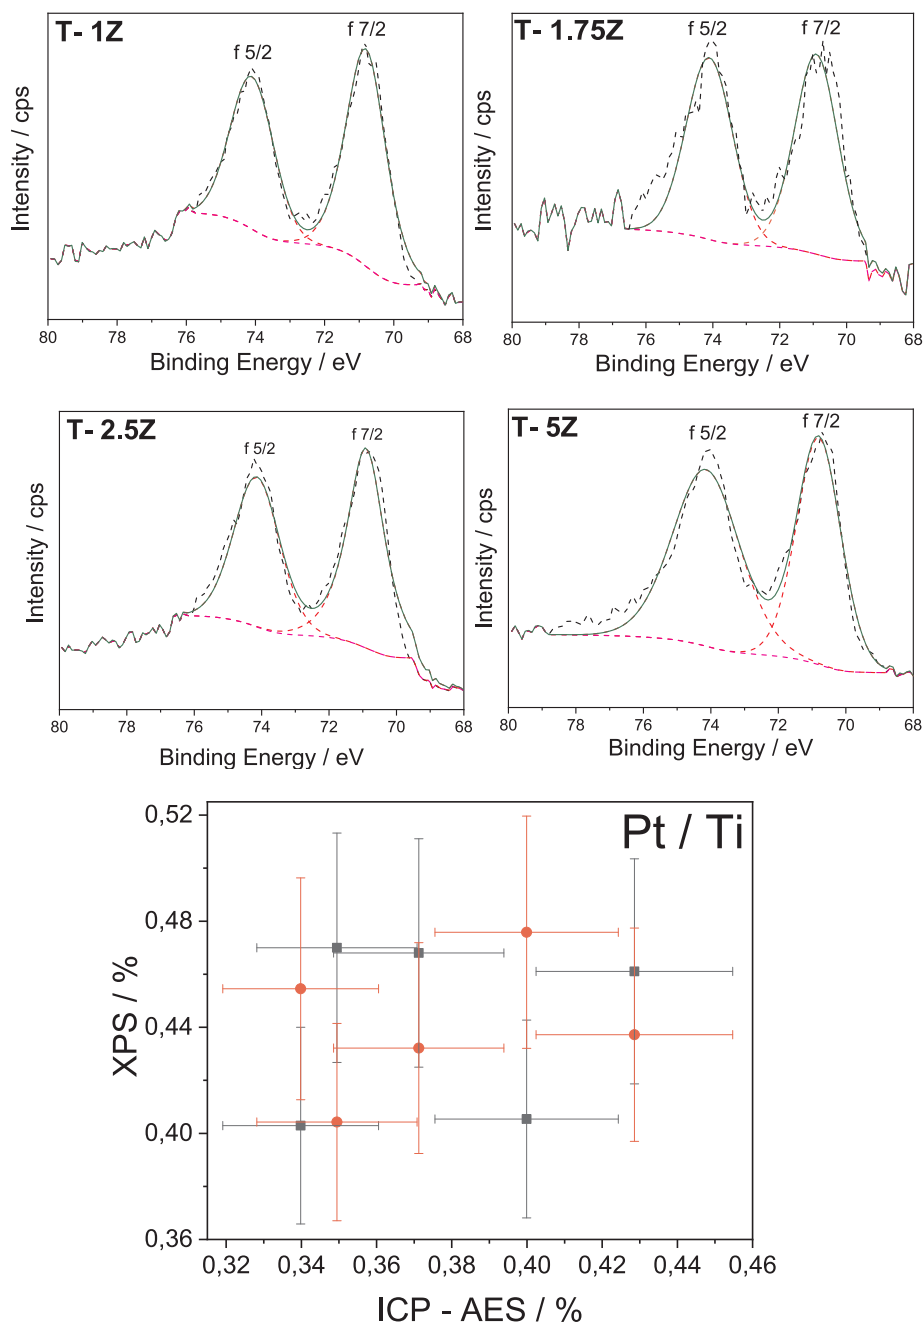 T- 1Z
f 5/2
f 7/2
Intensity / cps
80 78 76 74 72 70 68
Binding Energy / eV
T- 1.75Z
f 5/2
f 7/2
Intensity / cps
80 78 76 74 72 70 68
Binding Energy / eV
T- 2.5Z
f 5/2
f 7/2
Intensity / cps
80 78 76 74 72 70 68
Binding Energy / eV
T- 5Z
f 5/2
f 7/2
Intensity / cps
80 78 76 74 72 70 68
Binding Energy / eV
Pt / Ti
XPS / %
0,52
0,48
0,44
0,40
0,36
0,32 0,34 0,36 0,38 0,40 0,42 0,44 0,46
ICP - AES / %